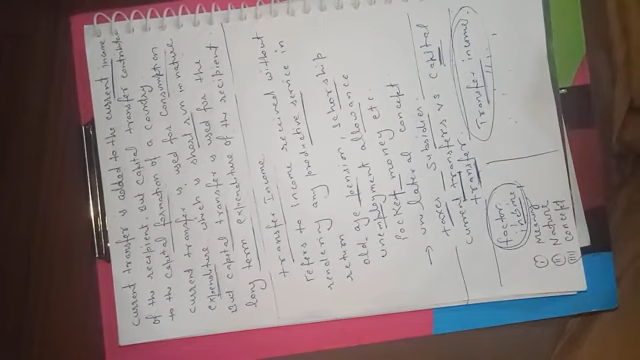 current transfer is added to the current income
of the recipient. But capital transfer contribute
to the capital formation of a country
current transfer is used for consumption
expenditure which is short run in nature
But capital transfer is used for the
long term expenditure of the recipient
transfer Income
refers to Income received without
rendering any productive service in
return
old age pension, schorship
unemployment allowance
Pocket money etc.
→ unilateral concept
taxes subsidies.
current transfers vs capital
transfer.
Transfer income.
factor income
① Meaning
② Nature
③ concept